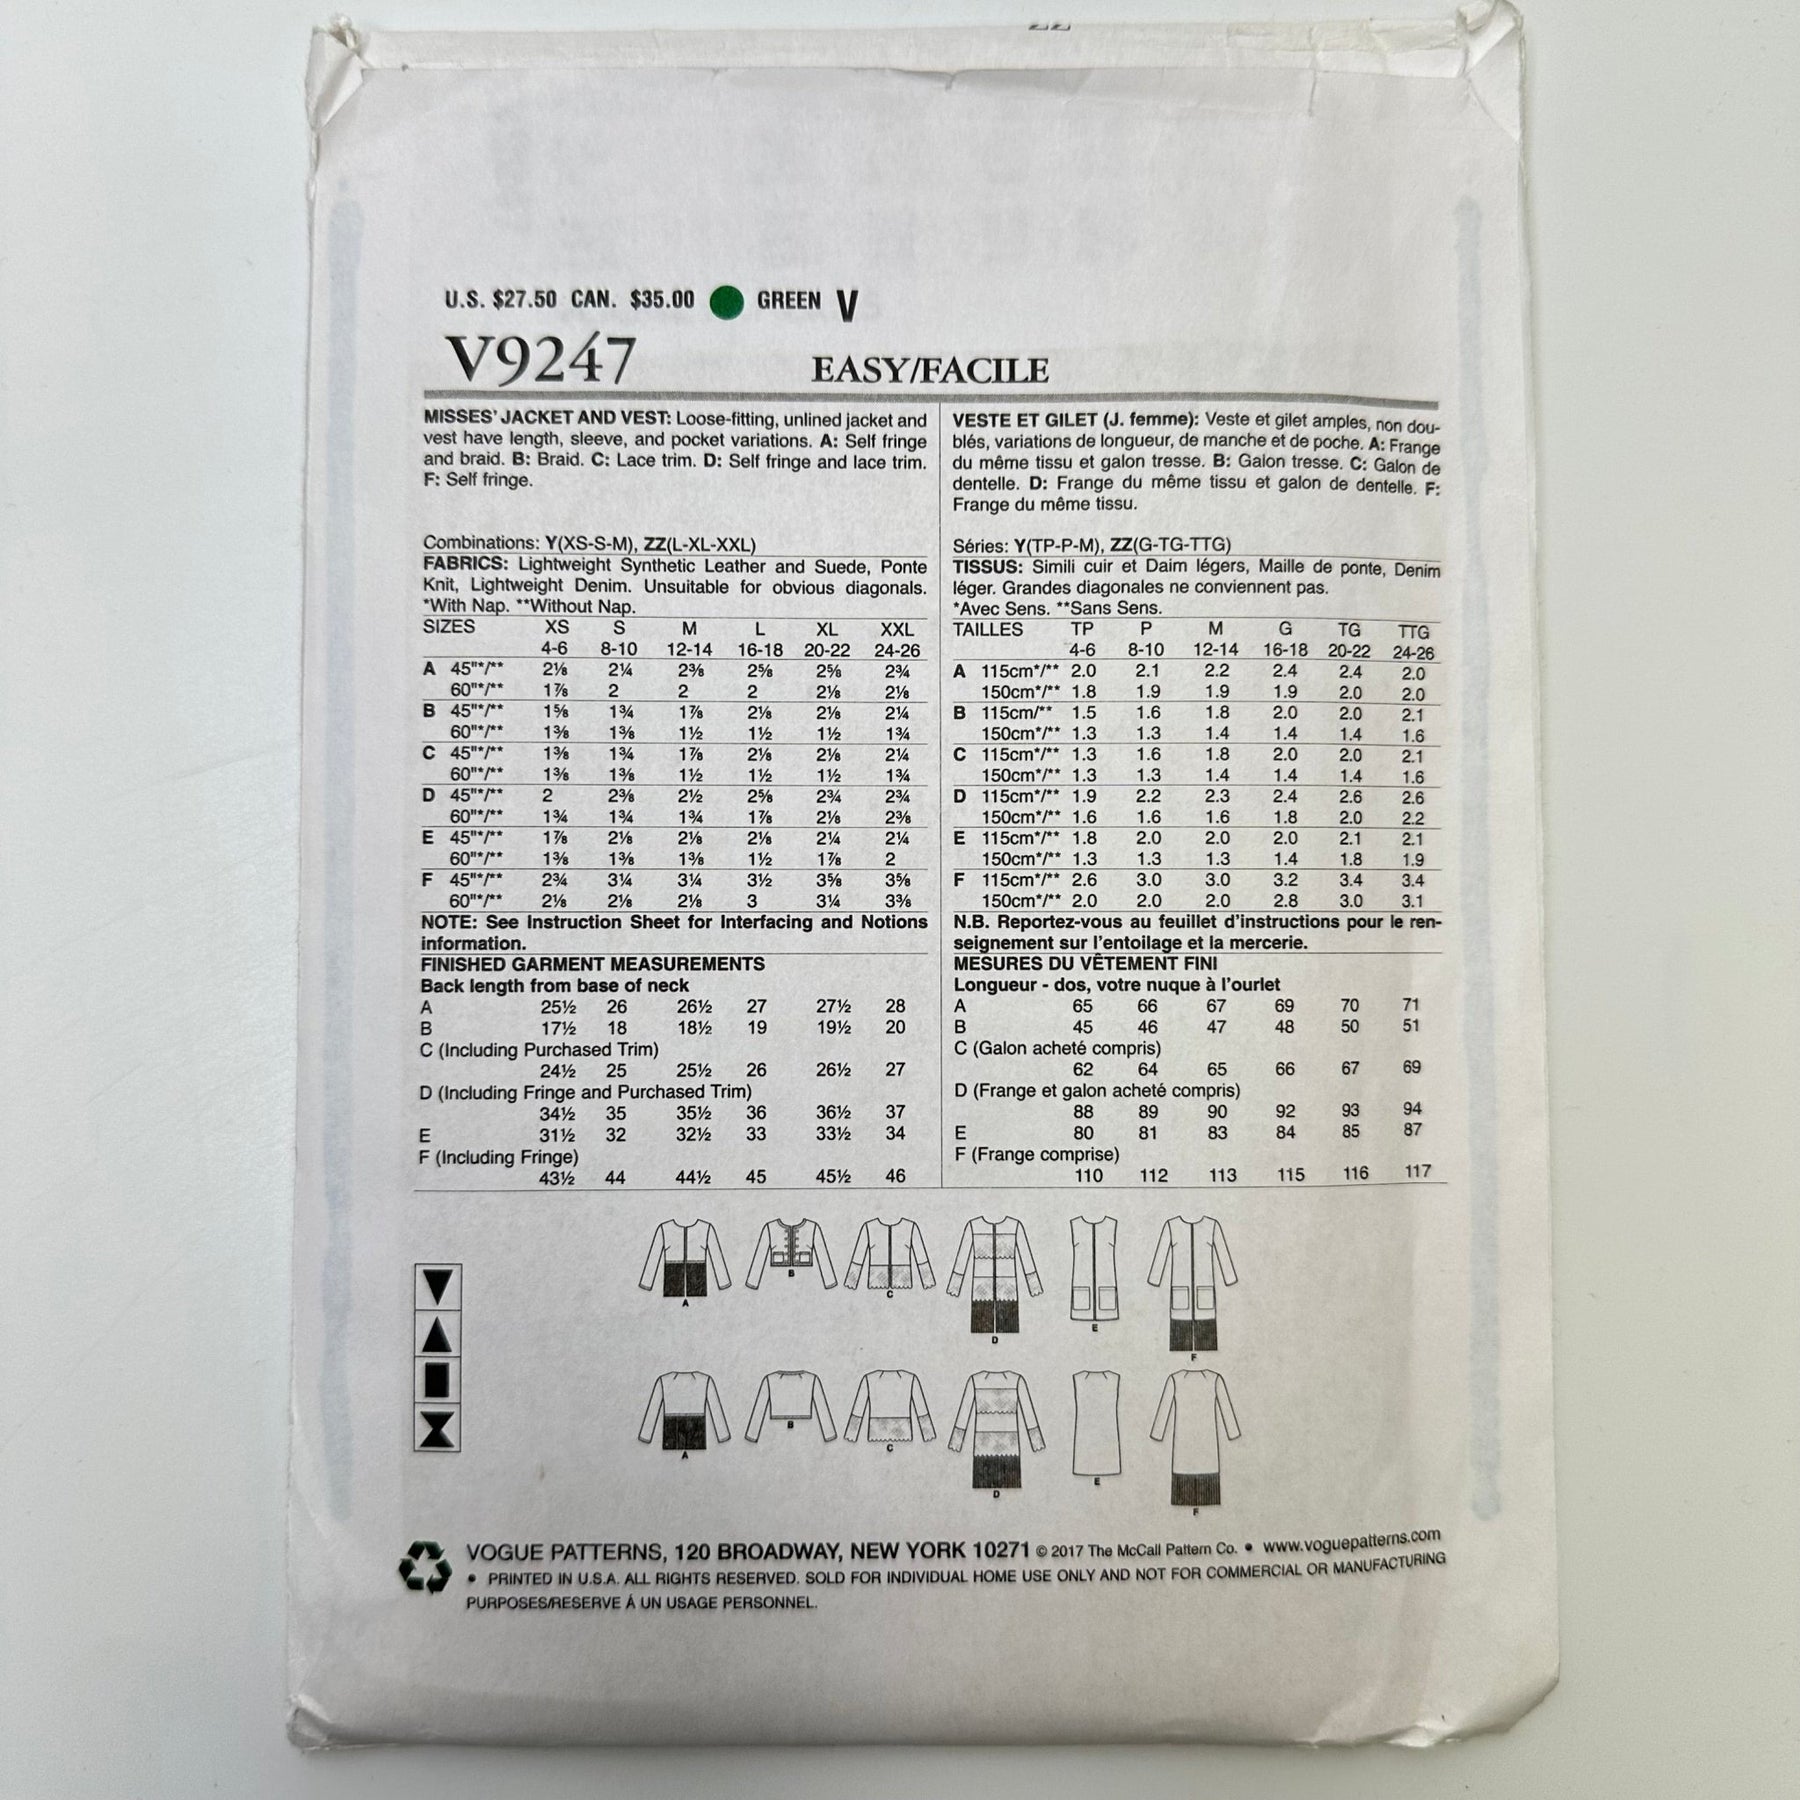 ZZ
U.S. $27.50 CAN. $35.00 GREEN V
V9247 EASY/FACILE
MISSES' JACKET AND VEST: Loose-fitting, unlined jacket and
vest have length, sleeve, and pocket variations. A: Self fringe
and braid. B: Braid. C: Lace trim. D: Self fringe and lace trim.
F: Self fringe.
Combinations: Y(XS-S-M), ZZ(L-XL-XXL)
FABRICS: Lightweight Synthetic Leather and Suede, Ponte
Knit, Lightweight Denim. Unsuitable for obvious diagonals.
*With Nap. **Without Nap.
SIZES XS S M L XL XXL
4-6 8-10 12-14 16-18 20-22 24-26
A 45"*/** 2⅛ 2¼ 2⅜ 2⅝ 2⅝ 2¾
60"*/** 1⅞ 2 2 2 2⅛ 2⅛
B 45"*/** 1⅝ 1¾ 1⅞ 2⅛ 2⅛ 2¼
60"*/** 1⅜ 1⅜ 1½ 1½ 1½ 1¾
C 45"*/** 1⅜ 1¾ 1⅞ 2⅛ 2⅛ 2¼
60"*/** 1⅜ 1⅜ 1½ 1½ 1½ 1¾
D 45"*/** 2 2⅜ 2½ 2⅝ 2¾ 2¾
60"*/** 1¾ 1¾ 1¾ 1⅞ 2⅛ 2⅜
E 45"*/** 1⅞ 2⅛ 2⅛ 2⅛ 2¼ 2¼
60"*/** 1⅜ 1⅜ 1⅜ 1½ 1⅞ 2
F 45"*/** 2¾ 3¼ 3¼ 3½ 3⅝ 3⅝
60"*/** 2⅛ 2⅛ 2⅛ 3 3¼ 3⅜
NOTE: See Instruction Sheet for Interfacing and Notions
information.
FINISHED GARMENT MEASUREMENTS
Back length from base of neck
A 25½ 26 26½ 27 27½ 28
B 17½ 18 18½ 19 19½ 20
C (Including Purchased Trim)
24½ 25 25½ 26 26½ 27
D (Including Fringe and Purchased Trim)
34½ 35 35½ 36 36½ 37
E 31½ 32 32½ 33 33½ 34
F (Including Fringe)
43½ 44 44½ 45 45½ 46
VESTE ET GILET (J. femme): Veste et gilet amples, non dou-
blés, variations de longueur, de manche et de poche. A: Frange
du même tissu et galon tresse. B: Galon tresse. C: Galon de
dentelle. D: Frange du même tissu et galon de dentelle. F:
Frange du même tissu.
Séries: Y(TP-P-M), ZZ(G-TG-TTG)
TISSUS: Simili cuir et Daim légers, Maille de ponte, Denim
léger. Grandes diagonales ne conviennent pas.
*Avec Sens. **Sans Sens.
TAILLES TP P M G TG TTG
4-6 8-10 12-14 16-18 20-22 24-26
A 115cm*/** 2.0 2.1 2.2 2.4 2.4 2.0
150cm*/** 1.8 1.9 1.9 1.9 2.0 2.0
B 115cm/** 1.5 1.6 1.8 2.0 2.0 2.1
150cm*/** 1.3 1.3 1.4 1.4 1.4 1.6
C 115cm*/** 1.3 1.6 1.8 2.0 2.0 2.1
150cm*/** 1.3 1.3 1.4 1.4 1.4 1.6
D 115cm*/** 1.9 2.2 2.3 2.4 2.6 2.6
150cm*/** 1.6 1.6 1.6 1.8 2.0 2.2
E 115cm*/** 1.8 2.0 2.0 2.0 2.1 2.1
150cm*/** 1.3 1.3 1.3 1.4 1.8 1.9
F 115cm*/** 2.6 3.0 3.0 3.2 3.4 3.4
150cm*/** 2.0 2.0 2.0 2.8 3.0 3.1
N.B. Reportez-vous au feuillet d'instructions pour le ren-
seignement sur l'entoilage et la mercerie.
MESURES DU VÊTEMENT FINI
Longueur - dos, votre nuque à l'ourlet
A 65 66 67 69 70 71
B 45 46 47 48 50 51
C (Galon acheté compris)
62 64 65 66 67 69
D (Frange et galon acheté compris)
88 89 90 92 93 94
E 80 81 83 84 85 87
F (Frange comprise)
110 112 113 115 116 117
A B C D E F
A B C D E F
VOGUE PATTERNS, 120 BROADWAY, NEW YORK 10271 © 2017 The McCall Pattern Co. • www.voguepatterns.com
• PRINTED IN U.S.A. ALL RIGHTS RESERVED. SOLD FOR INDIVIDUAL HOME USE ONLY AND NOT FOR COMMERCIAL OR MANUFACTURING
PURPOSES/RESERVE Á UN USAGE PERSONNEL.